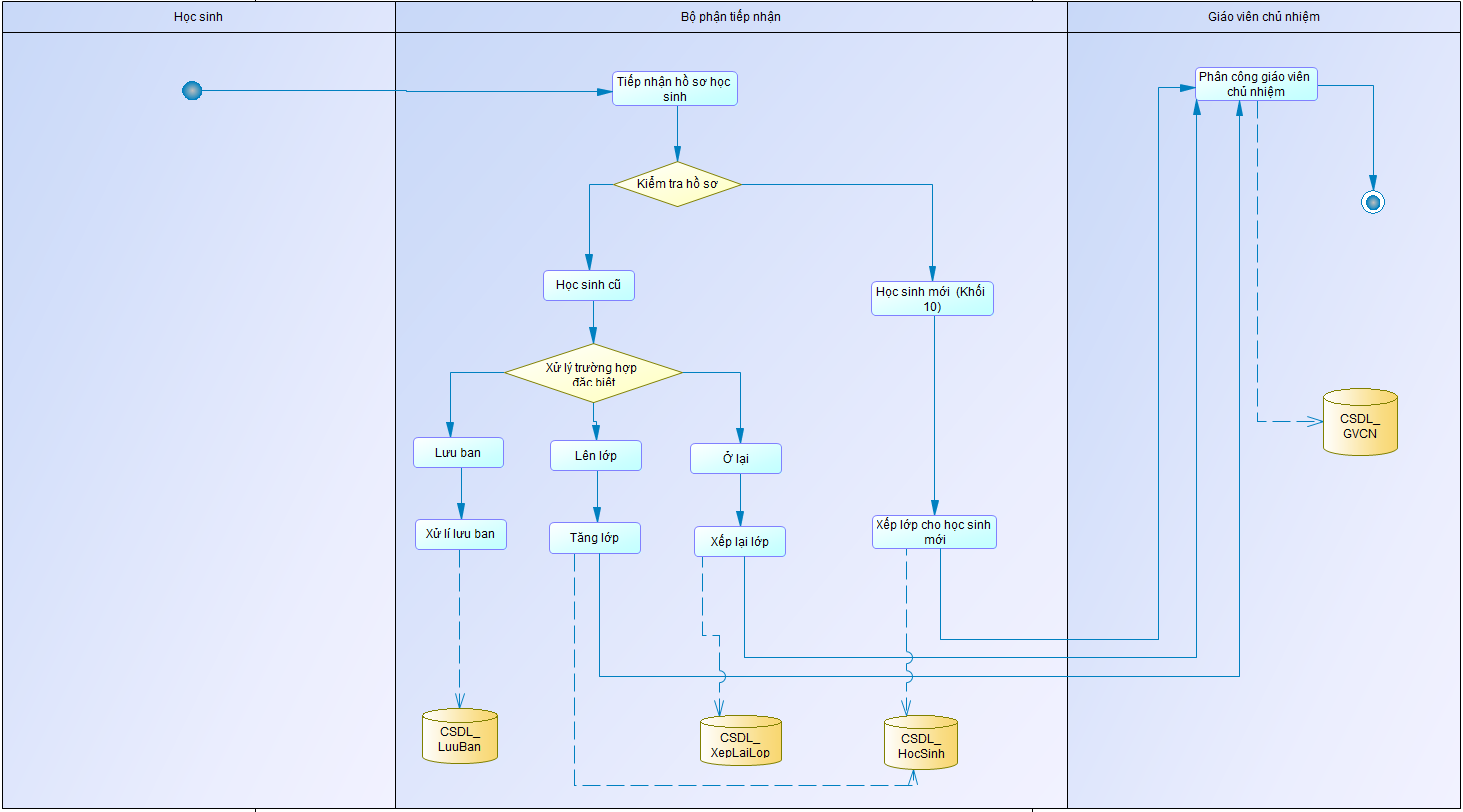 Học sinh
Bộ phận tiếp nhận
Giáo viên chủ nhiệm
Tiếp nhận hồ sơ học
sinh
Phân công giáo viên
chủ nhiệm
Kiểm tra hồ sơ
Học sinh cũ
Học sinh mới (Khối
10)
Xử lý trường hợp
đặc biệt
Lưu ban
Lên lớp
Ở lại
CSDL_
GVCN
Xử lí lưu ban
Tăng lớp
Xếp lại lớp
Xếp lớp cho học sinh
mới
CSDL_
LuuBan
CSDL_
XepLaiLop
CSDL_
HocSinh